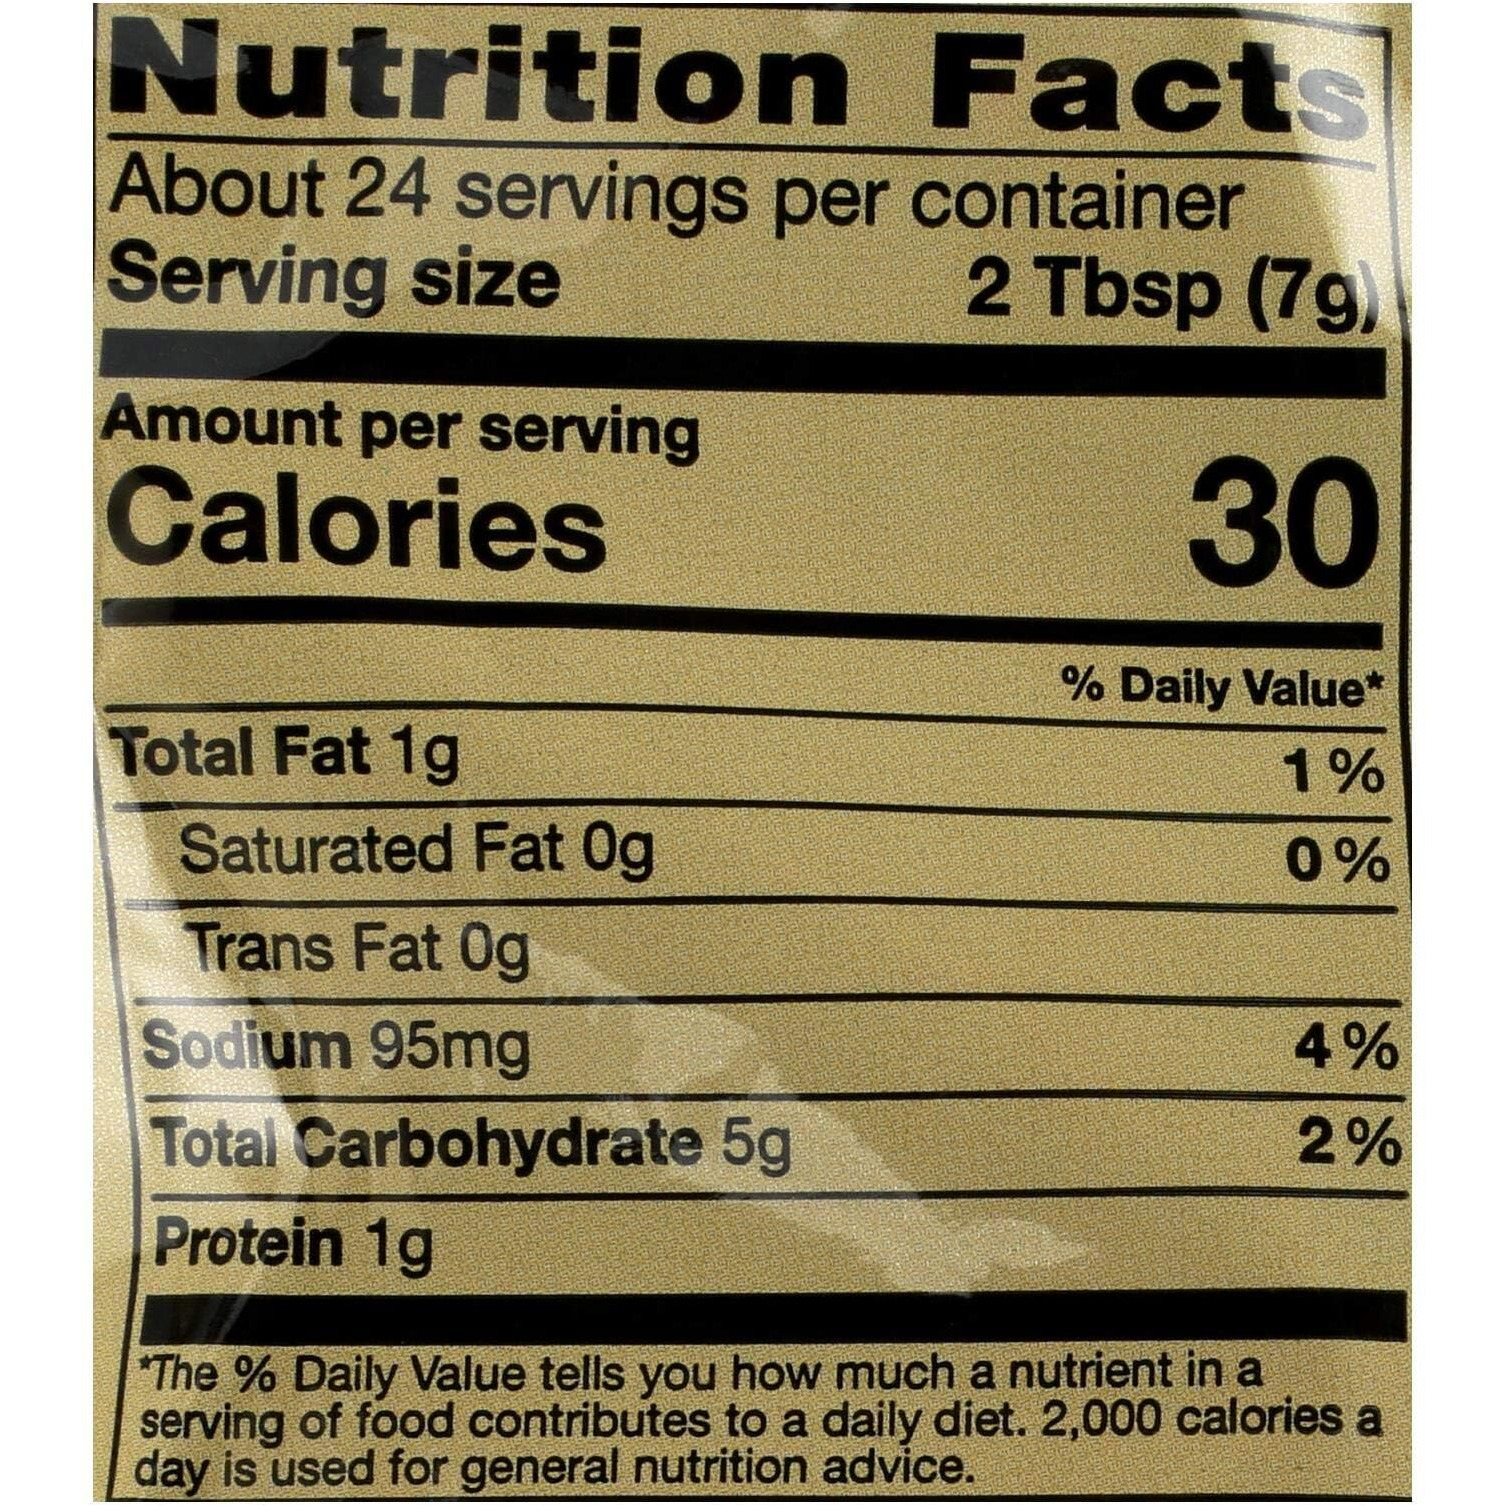 Nutrition Facts
About 24 servings per container
Serving size 2 Tbsp (7g)
Amount per serving
Calories 30
% Daily Value*
Total Fat 1g 1%
Saturated Fat 0g 0%
Trans Fat 0g
Sodium 95mg 4%
Total Carbohydrate 5g 2%
Protein 1g
*The % Daily Value tells you how much a nutrient in a
serving of food contributes to a daily diet. 2,000 calories a
day is used for general nutrition advice.